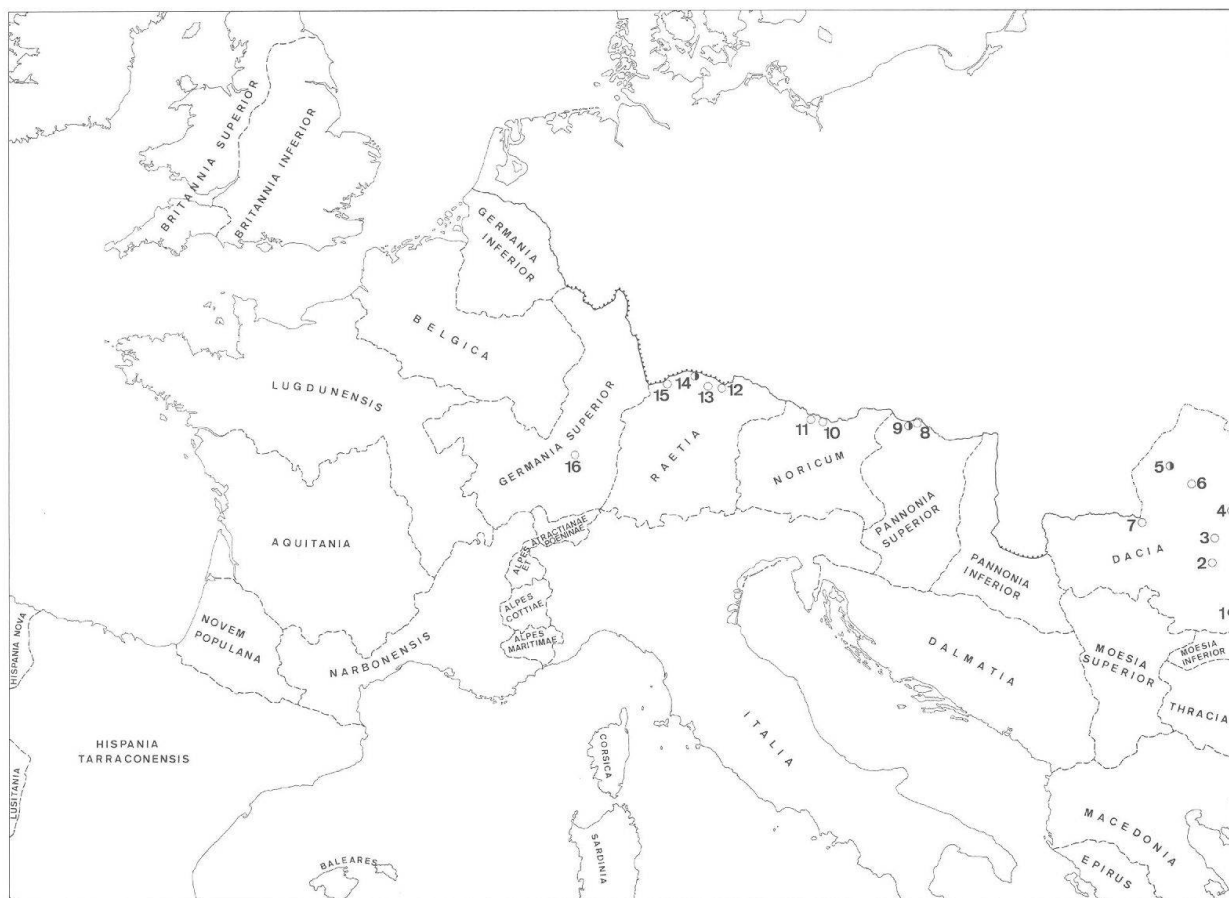 BRITANNIA SUPERIOR
BRITANNIA INFERIOR
GERMANIA
INFERIOR
BELGICA
LUGDUNENSIS
GERMANIA SUPERIOR
16
15
14
13
12
RAETIA
11
10
NORICUM
9
8
PANNONIA
SUPERIOR
PANNONIA
INFERIOR
5
6
4
7
3
DACIA
2
1
AQUITANIA
ALPES ATRACTIANAE
ET POENINAE
ALPES
COTTIAE
ALPES
MARITIMAE
NOVEM
POPULANA
NARBONENSIS
HISPANIA NOVA
HISPANIA
TARRACONENSIS
LUSITANIA
BALEARES
CORSICA
SARDINIA
ITALIA
DALMATIA
MOESIA
SUPERIOR
MOESIA
INFERIOR
THRACIA
MACEDONIA
EPIRUS